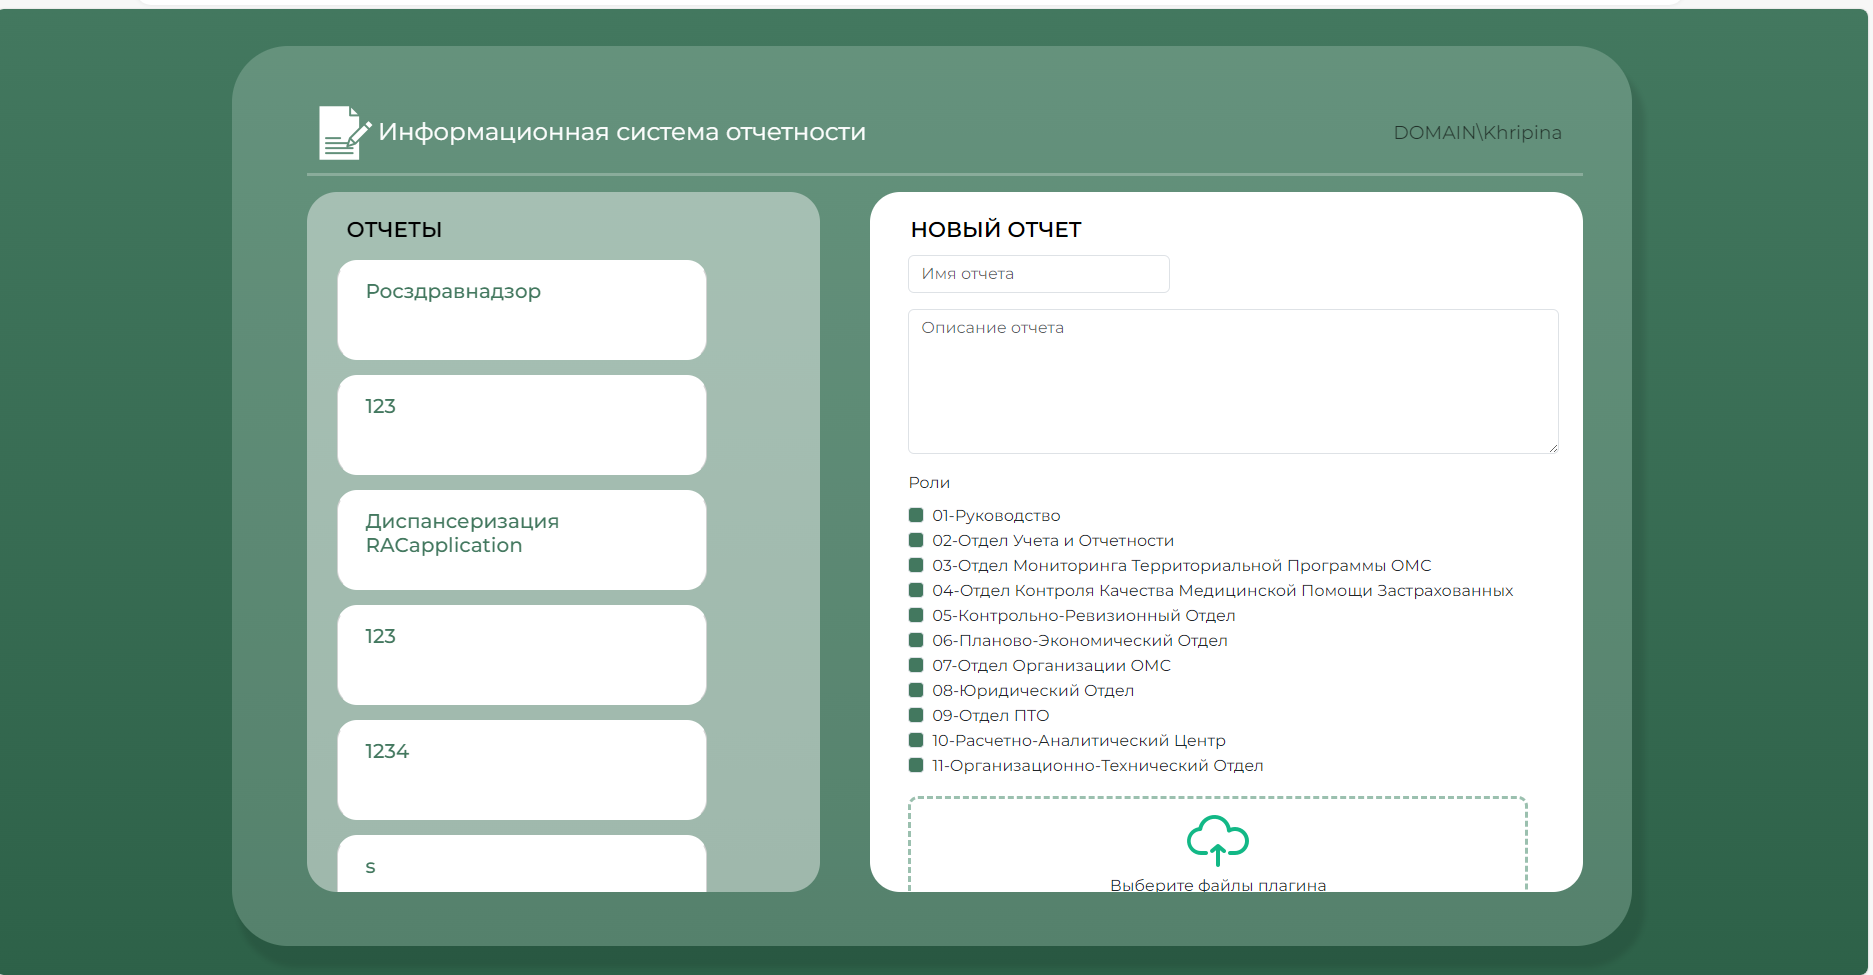 Информационная система отчетности
DOMAIN\Khripina
ОТЧЕТЫ
Росздравнадзор
123
Диспансеризация
RACapplication
123
1234
s
НОВЫЙ ОТЧЕТ
Имя отчета
Описание отчета
Роли
01-Руководство
02-Отдел Учета и Отчетности
03-Отдел Мониторинга Территориальной Программы ОМС
04-Отдел Контроля Качества Медицинской Помощи Застрахованных
05-Контрольно-Ревизионный Отдел
06-Планово-Экономический Отдел
07-Отдел Организации ОМС
08-Юридический Отдел
09-Отдел ПТО
10-Расчетно-Аналитический Центр
11-Организационно-Технический Отдел
Выберите файлы плагина